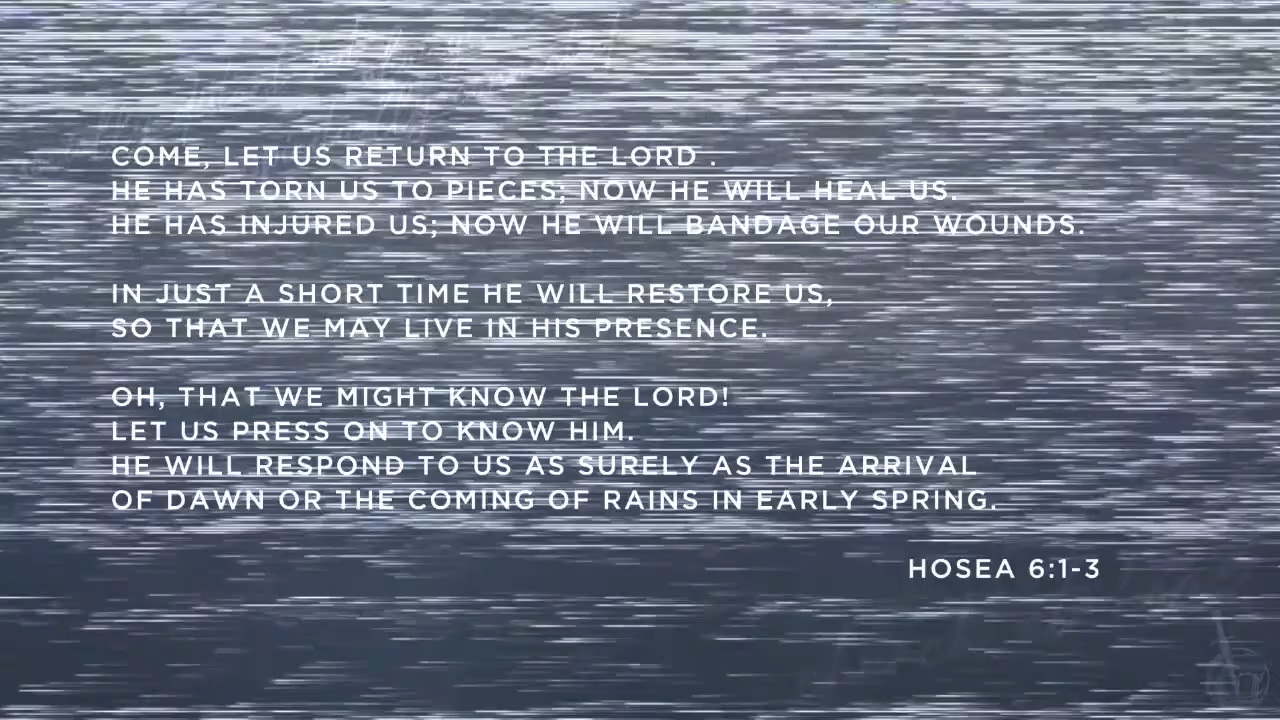 COME, LET US RETURN TO THE LORD .
HE HAS TORN US TO PIECES; NOW HE WILL HEAL US.
HE HAS INJURED US; NOW HE WILL BANDAGE OUR WOUNDS.
IN JUST A SHORT TIME HE WILL RESTORE US,
SO THAT WE MAY LIVE IN HIS PRESENCE.
OH, THAT WE MIGHT KNOW THE LORD!
LET US PRESS ON TO KNOW HIM.
HE WILL RESPOND TO US AS SURELY AS THE ARRIVAL
OF DAWN OR THE COMING OF RAINS IN EARLY SPRING.
HOSEA 6:1-3